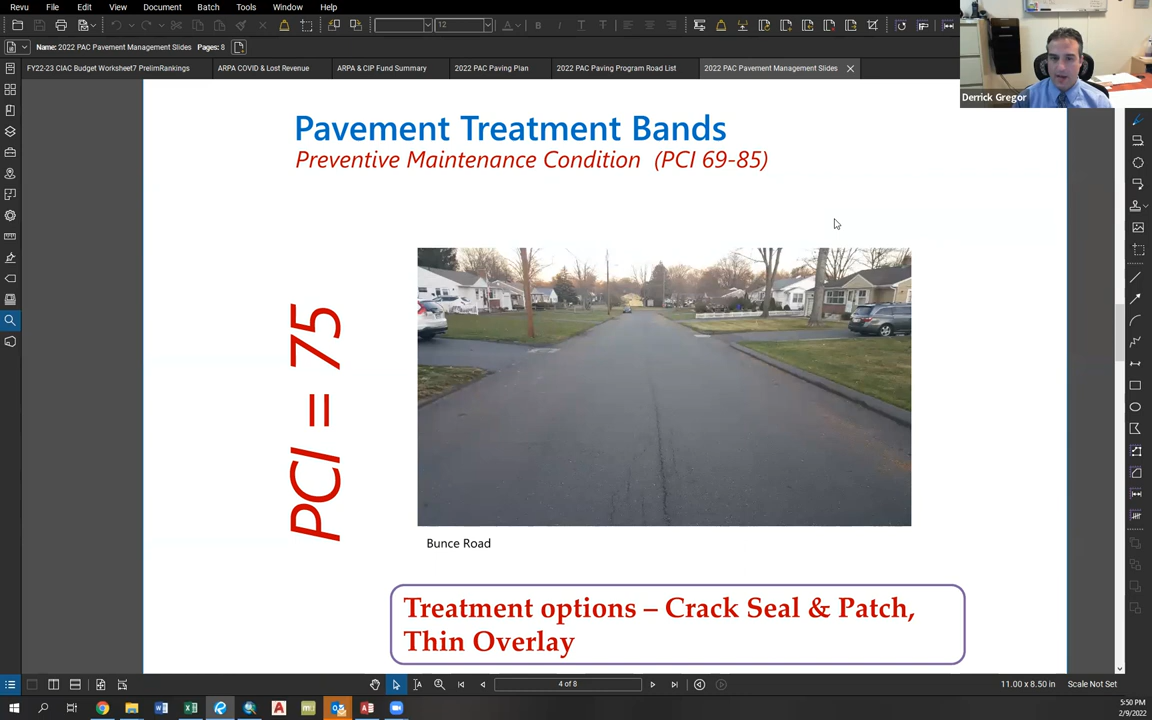 Revu File Edit View Document Batch Tools Window Help
12
Name: 2022 PAC Pavement Management Slides Pages: 8
FY22-23 CIAC Budget Worksheet7 PrelimRankings
ARPA COVID & Lost Revenue
ARPA & CIP Fund Summary
2022 PAC Paving Plan
2022 PAC Paving Program Road List
2022 PAC Pavement Management Slides
Derrick Gregor
Pavement Treatment Bands
Preventive Maintenance Condition (PCI 69-85)
PCI = 75
Bunce Road
Treatment options – Crack Seal & Patch,
Thin Overlay
4 of 8
11.00 x 8.50 in
Scale Not Set
5:50 PM
2/9/2022